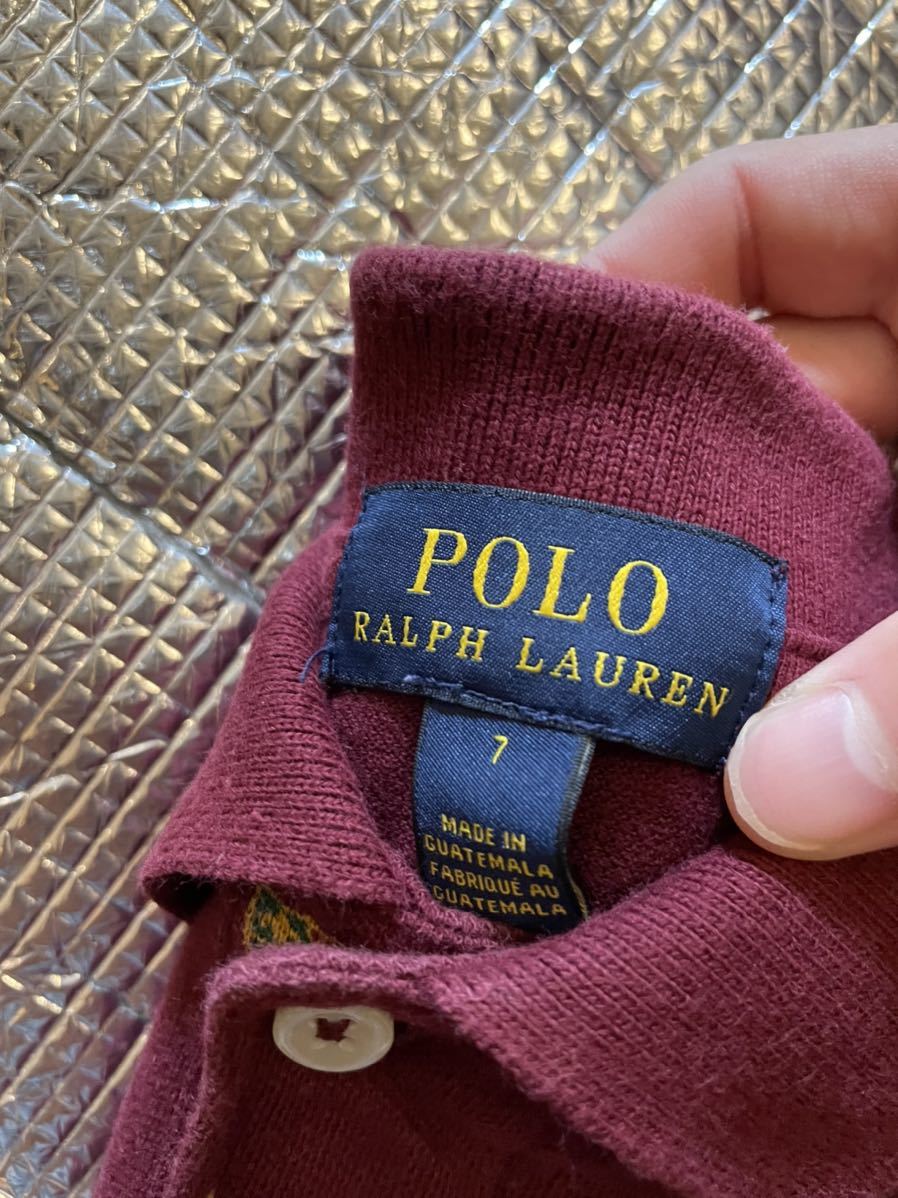 POLO
RALPH LAUREN
7
MADE IN
GUATEMALA
FABRIQUÉ AU
GUATEMALA